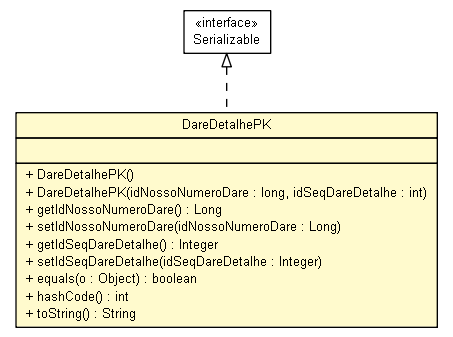 «interface»
Serializable
DareDetalhePK
+ DareDetalhePK()
+ DareDetalhePK(idNossoNumeroDare : long, idSeqDareDetalhe : int)
+ getIdNossoNumeroDare() : Long
+ setIdNossoNumeroDare(idNossoNumeroDare : Long)
+ getIdSeqDareDetalhe() : Integer
+ setIdSeqDareDetalhe(idSeqDareDetalhe : Integer)
+ equals(o : Object) : boolean
+ hashCode() : int
+ toString() : String